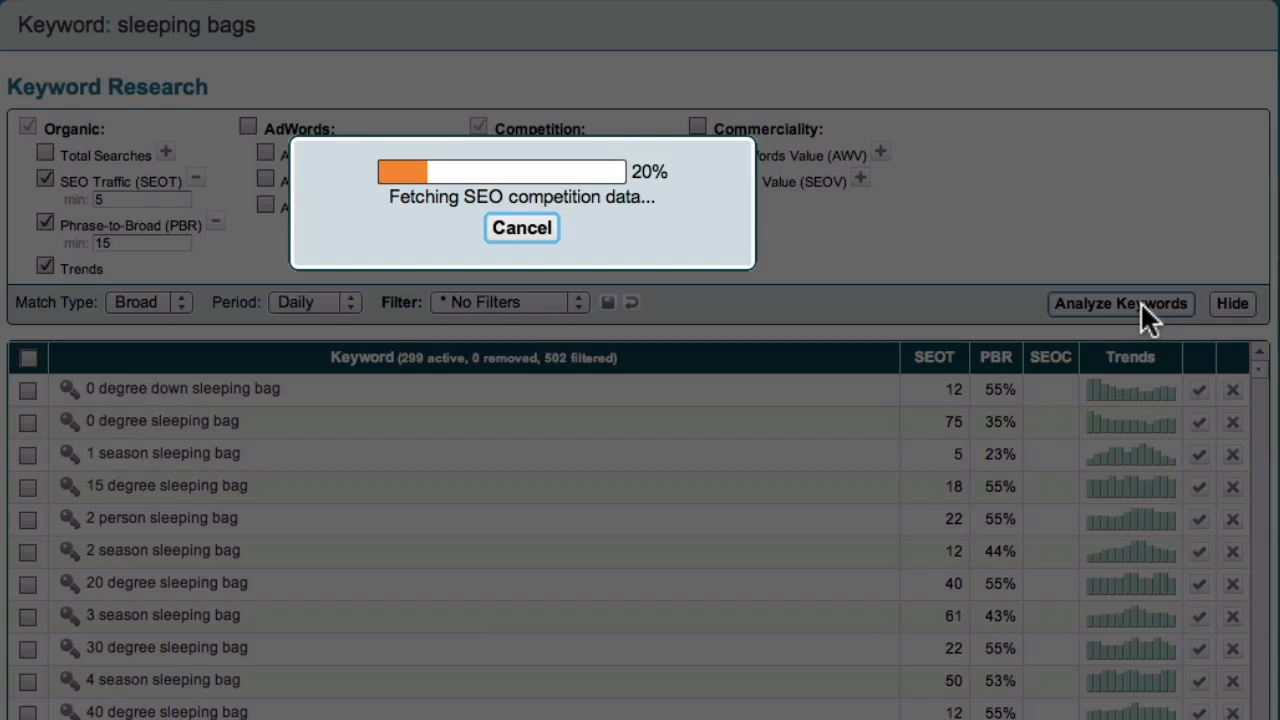 Keyword: sleeping bags
Keyword Research
Organic: AdWords: Competition: Commerciality:
Total Searches
SEO Traffic (SEOT)
min: 5
Phrase-to-Broad (PBR)
min: 15
Trends
Words Value (AWV)
Value (SEOV)
20%
Fetching SEO competition data...
Cancel
Match Type: Broad Period: Daily Filter: * No Filters Analyze Keywords Hide
Keyword (299 active, 0 removed, 502 filtered) SEOT PBR SEOC Trends
0 degree down sleeping bag 12 55%
0 degree sleeping bag 75 35%
1 season sleeping bag 5 23%
15 degree sleeping bag 18 55%
2 person sleeping bag 22 55%
2 season sleeping bag 12 44%
20 degree sleeping bag 40 55%
3 season sleeping bag 61 43%
30 degree sleeping bag 22 55%
4 season sleeping bag 50 53%
40 degree sleeping bag 12 55%